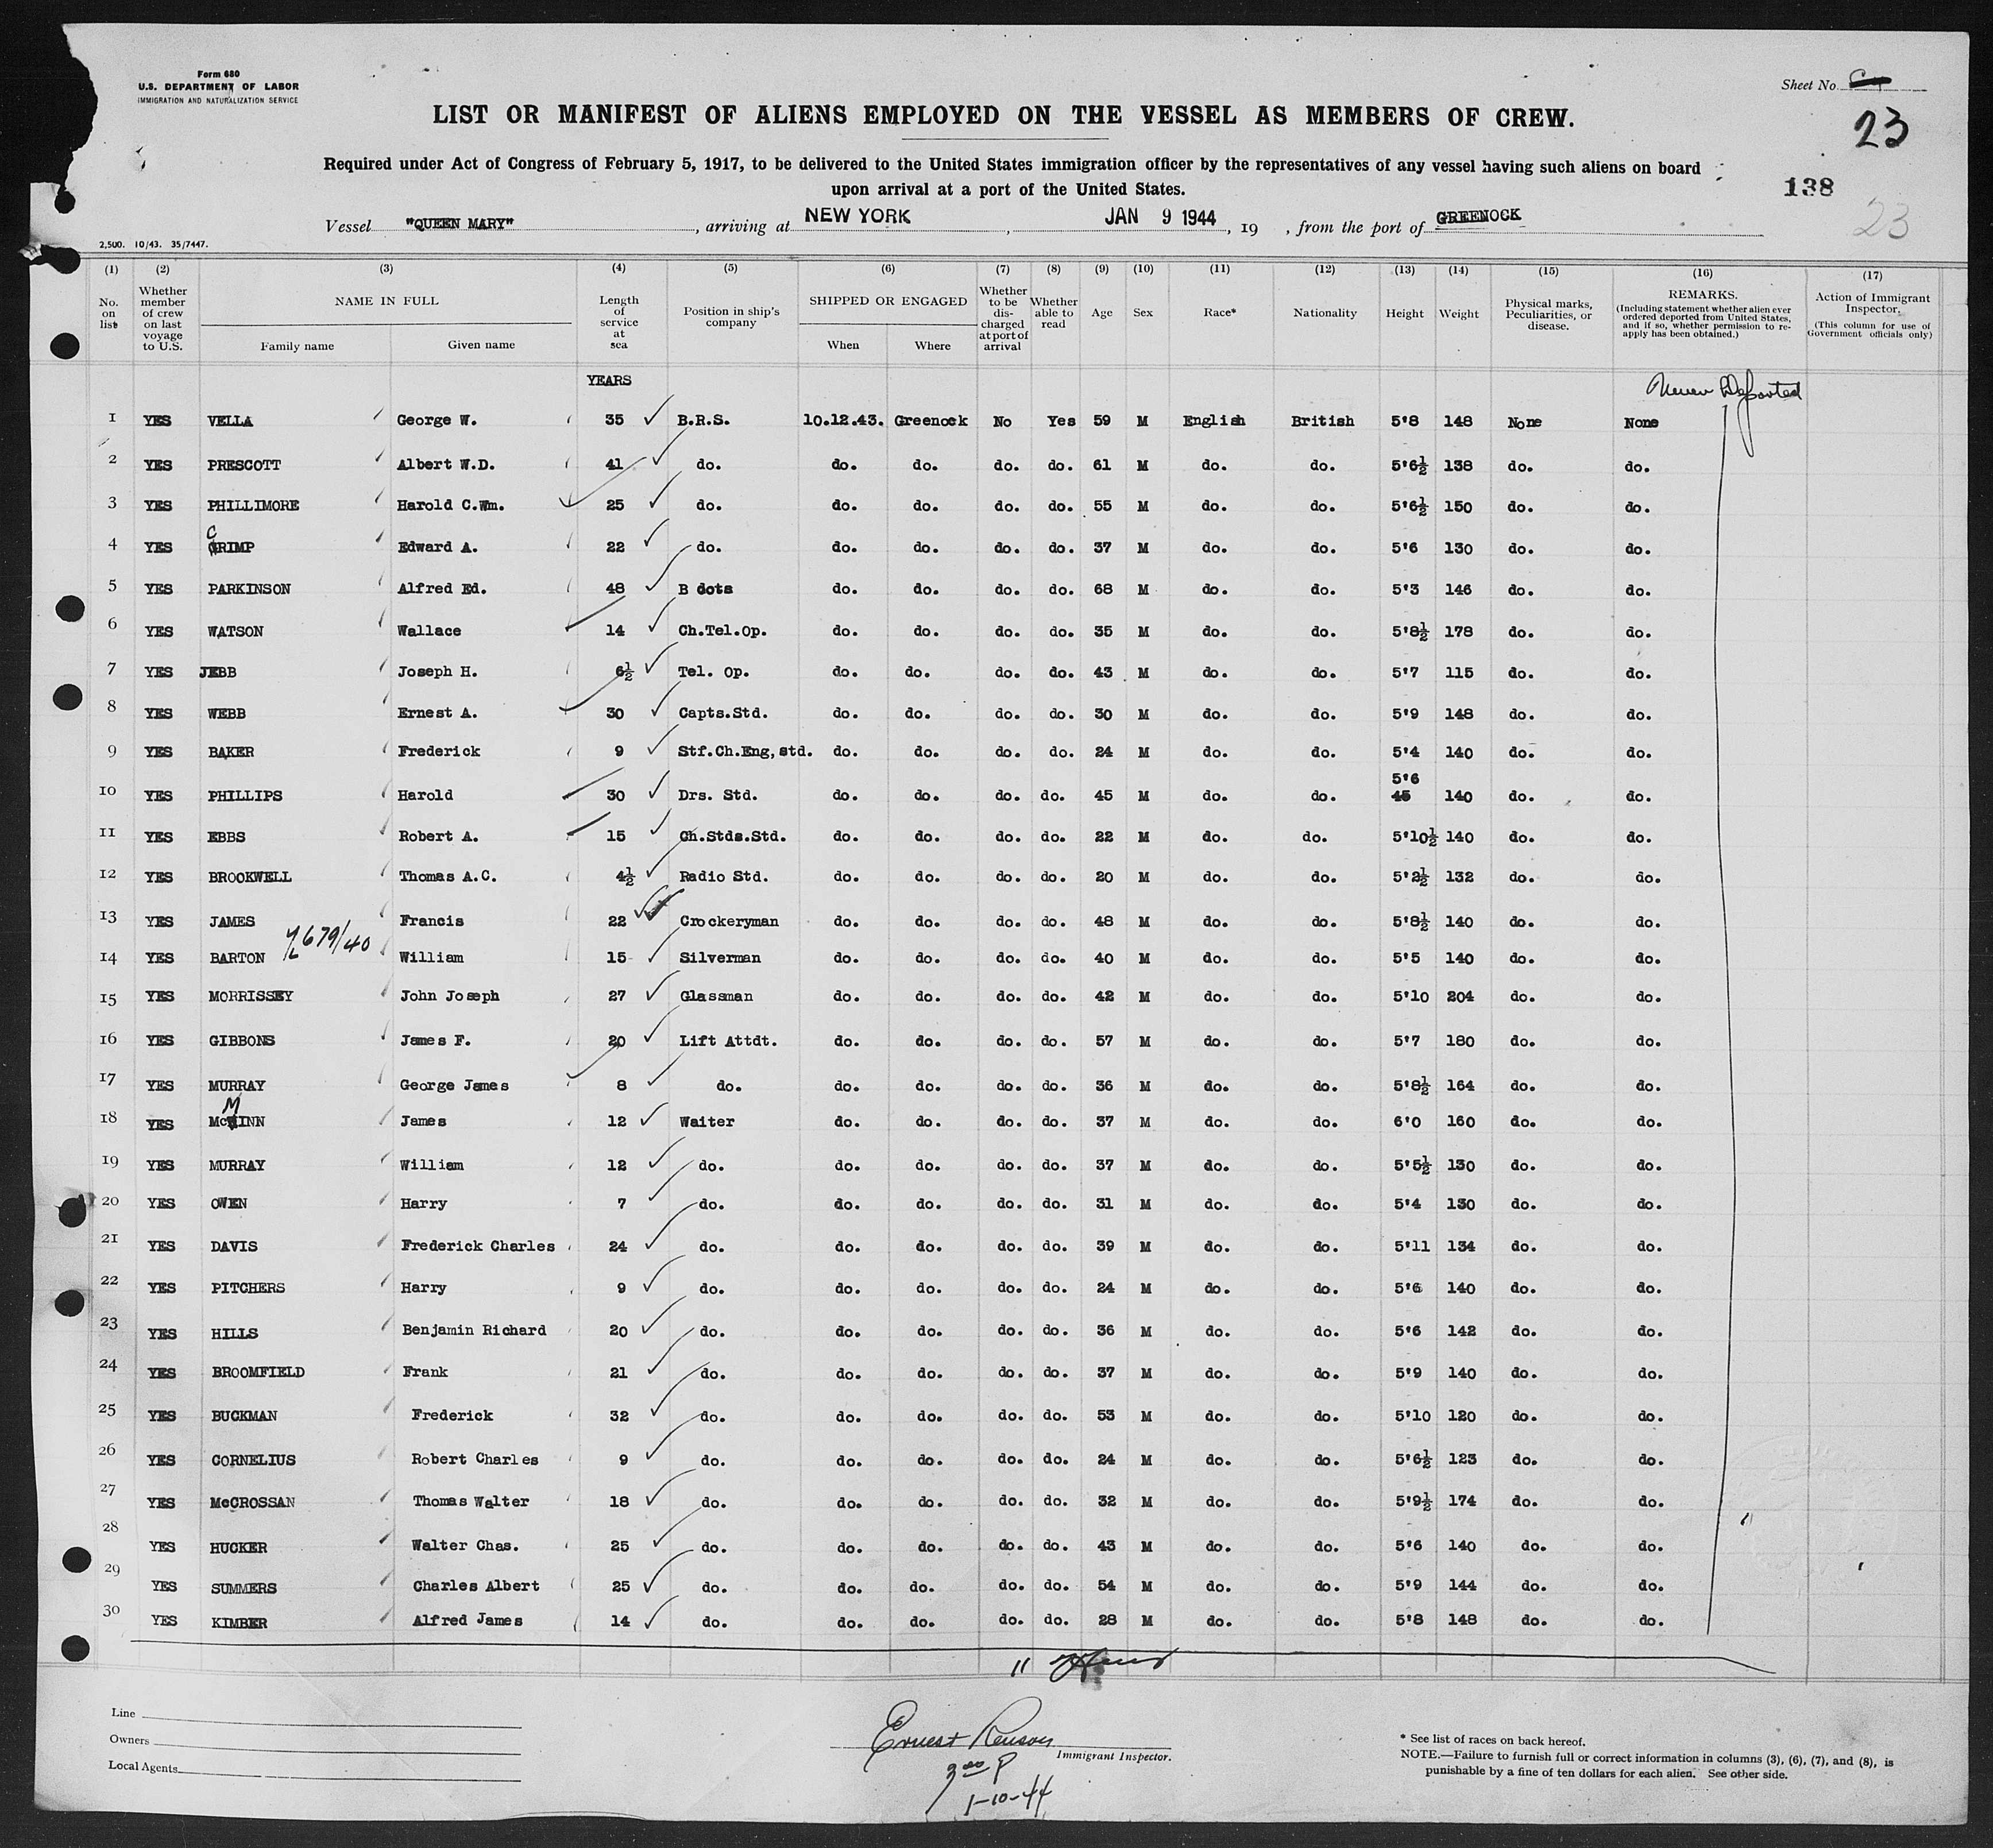 Form 680
U.S. DEPARTMENT OF LABOR
IMMIGRATION AND NATURALIZATION SERVICE
Sheet No.
LIST OR MANIFEST OF ALIENS EMPLOYED ON THE VESSEL AS MEMBERS OF CREW.
23
Required under Act of Congress of February 5, 1917, to be delivered to the United States immigration officer by the representatives of any vessel having such aliens on board
upon arrival at a port of the United States.
138
Vessel "QUEEN MARY", arriving at NEW YORK, JAN 9 1944, 19 , from the port of GREENOCK
23
2,500. 10/43. 35/7447.
(1) (2) (3) (4) (5) (6) (7) (8) (9) (10) (11) (12) (13) (14) (15) (16) (17)
No. on list Whether member of crew on last voyage to U.S. NAME IN FULL Family name Given name Length of service at sea Position in ship's company SHIPPED OR ENGAGED When Where Whether to be discharged at port of arrival Whether able to read Age Sex Race* Nationality Height Weight Physical marks, Peculiarities, or disease. REMARKS. (Including statement whether alien ever ordered deported from United States, and if so, whether permission to re-apply has been obtained.) Action of Immigrant Inspector. (This column for use of Government officials only)
YEARS
Never Deported
1 YES VELLA George W. 35 B.R.S. 10.12.43. Greenock No Yes 59 M English British 5'8 148 None None
2 YES PRESCOTT Albert W.D. 41 do. do. do. do. do. 61 M do. do. 5'6½ 138 do. do.
3 YES PHILLIMORE Harold C.Wm. 25 do. do. do. do. do. 55 M do. do. 5'6½ 150 do. do.
4 YES CRIMP Edward A. 22 do. do. do. do. do. 37 M do. do. 5'6 130 do. do.
5 YES PARKINSON Alfred Ed. 48 B dots do. do. do. do. 68 M do. do. 5'3 146 do. do.
6 YES WATSON Wallace 14 Ch.Tel.Op. do. do. do. do. 35 M do. do. 5'8½ 178 do. do.
7 YES JEBB Joseph H. 6½ Tel. Op. do. do. do. do. 43 M do. do. 5'7 115 do. do.
8 YES WEBB Ernest A. 30 Capts.Std. do. do. do. do. 30 M do. do. 5'9 148 do. do.
9 YES BAKER Frederick 9 Stf.Ch.Eng,std. do. do. do. do. 24 M do. do. 5'4 140 do. do.
10 YES PHILLIPS Harold 30 Drs. Std. do. do. do. do. 45 M do. do. 5'6 45 140 do. do.
11 YES EBBS Robert A. 15 Ch.Stds.Std. do. do. do. do. 22 M do. do. 5'10½ 140 do. do.
12 YES BROOKWELL Thomas A.C. 4½ Radio Std. do. do. do. do. 20 M do. do. 5'2½ 132 do. do.
13 YES JAMES Francis 22 Crockeryman do. do. do. do. 48 M do. do. 5'8½ 140 do. do.
679/40
14 YES BARTON William 15 Silverman do. do. do. do. 40 M do. do. 5'5 140 do. do.
15 YES MORRISSEY John Joseph 27 Glassman do. do. do. do. 42 M do. do. 5'10 204 do. do.
16 YES GIBBONS James F. 20 Lift Attdt. do. do. do. do. 57 M do. do. 5'7 180 do. do.
17 YES MURRAY George James 8 do. do. do. do. do. 36 M do. do. 5'8½ 164 do. do.
18 YES McMINN James 12 Waiter do. do. do. do. 37 M do. do. 6'0 160 do. do.
19 YES MURRAY William 12 do. do. do. do. do. 37 M do. do. 5'5½ 130 do. do.
20 YES OWEN Harry 7 do. do. do. do. do. 31 M do. do. 5'4 130 do. do.
21 YES DAVIS Frederick Charles 24 do. do. do. do. do. 39 M do. do. 5'11 134 do. do.
22 YES PITCHERS Harry 9 do. do. do. do. do. 24 M do. do. 5'6 140 do. do.
23 YES HILLS Benjamin Richard 20 do. do. do. do. do. 36 M do. do. 5'6 142 do. do.
24 YES BROOMFIELD Frank 21 do. do. do. do. do. 37 M do. do. 5'9 140 do. do.
25 YES BUCKMAN Frederick 32 do. do. do. do. do. 53 M do. do. 5'10 120 do. do.
26 YES CORNELIUS Robert Charles 9 do. do. do. do. do. 24 M do. do. 5'6½ 123 do. do.
27 YES McCROSSAN Thomas Walter 18 do. do. do. do. do. 32 M do. do. 5'9½ 174 do. do.
28 YES HUCKER Walter Chas. 25 do. do. do. do. do. 43 M do. do. 5'6 140 do. do.
29 YES SUMMERS Charles Albert 25 do. do. do. do. do. 54 M do. do. 5'9 144 do. do.
30 YES KIMBER Alfred James 14 do. do. do. do. do. 28 M do. do. 5'8 148 do. do.
Line
Owners
Local Agents
Ernest
Immigrant Inspector.
1-10-44
* See list of races on back hereof.
NOTE.—Failure to furnish full or correct information in columns (3), (6), (7), and (8), is
punishable by a fine of ten dollars for each alien. See other side.